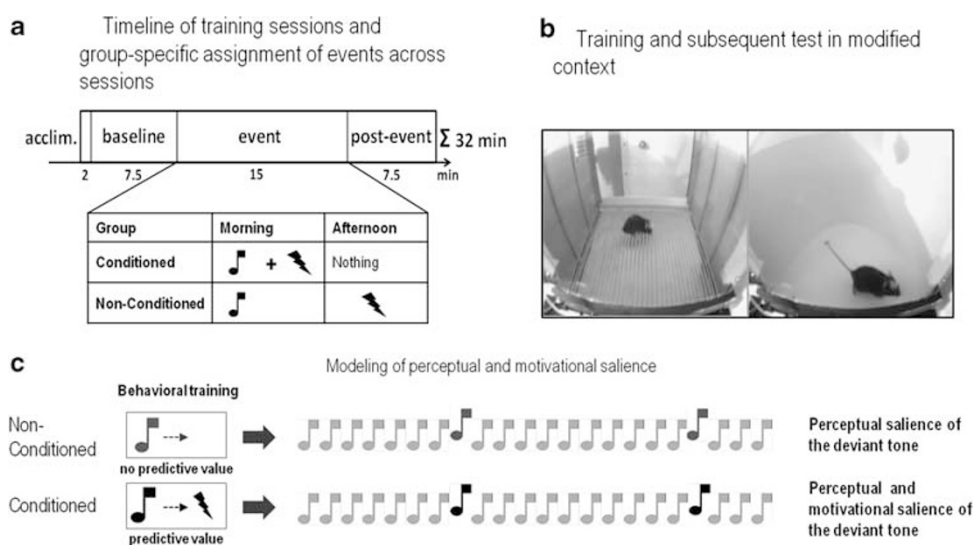 a
Timeline of training sessions and
group-specific assignment of events across
sessions
acclim. baseline event post-event Σ 32 min
2 7.5 15 7.5 min
Group Morning Afternoon
Conditioned + Nothing
Non-Conditioned
b
Training and subsequent test in modified
context
c
Modeling of perceptual and motivational salience
Behavioral training
Non-
Conditioned
no predictive value
Perceptual salience of
the deviant tone
Conditioned
predictive value
Perceptual and
motivational salience of
the deviant tone